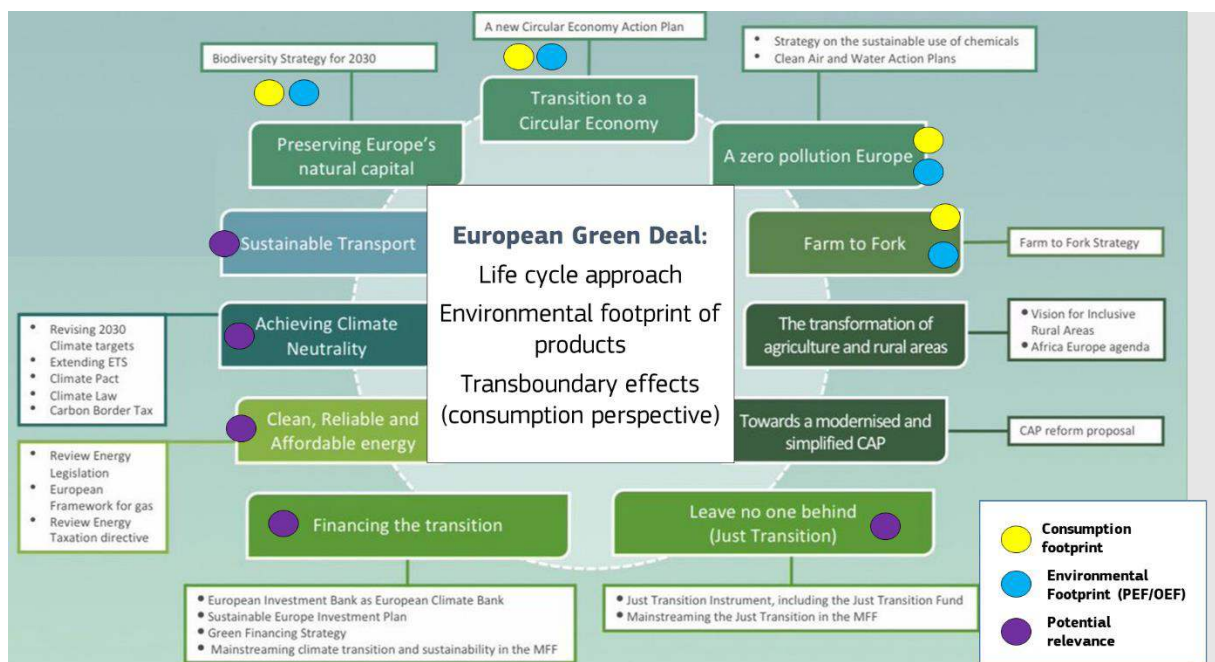 A new Circular Economy Action Plan
Biodiversity Strategy for 2030
• Strategy on the sustainable use of chemicals
• Clean Air and Water Action Plans
Transition to a
Circular Economy
Preserving Europe's
natural capital
A zero pollution Europe
Sustainable Transport
Farm to Fork
Farm to Fork Strategy
European Green Deal:
Life cycle approach
Environmental footprint of
products
Transboundary effects
(consumption perspective)
Achieving Climate
Neutrality
• Revising 2030
Climate targets
• Extending ETS
• Climate Pact
• Climate Law
• Carbon Border Tax
The transformation of
agriculture and rural areas
• Vision for Inclusive
Rural Areas
• Africa Europe agenda
Clean, Reliable and
Affordable energy
• Review Energy
Legislation
• European
Framework for gas
• Review Energy
Taxation directive
Towards a modernised and
simplified CAP
CAP reform proposal
Financing the transition
Leave no one behind
(Just Transition)
• European Investment Bank as European Climate Bank
• Sustainable Europe Investment Plan
• Green Financing Strategy
• Mainstreaming climate transition and sustainability in the MFF
• Just Transition Instrument, including the Just Transition Fund
• Mainstreaming the Just Transition in the MFF
Consumption
footprint
Environmental
Footprint (PEF/OEF)
Potential
relevance